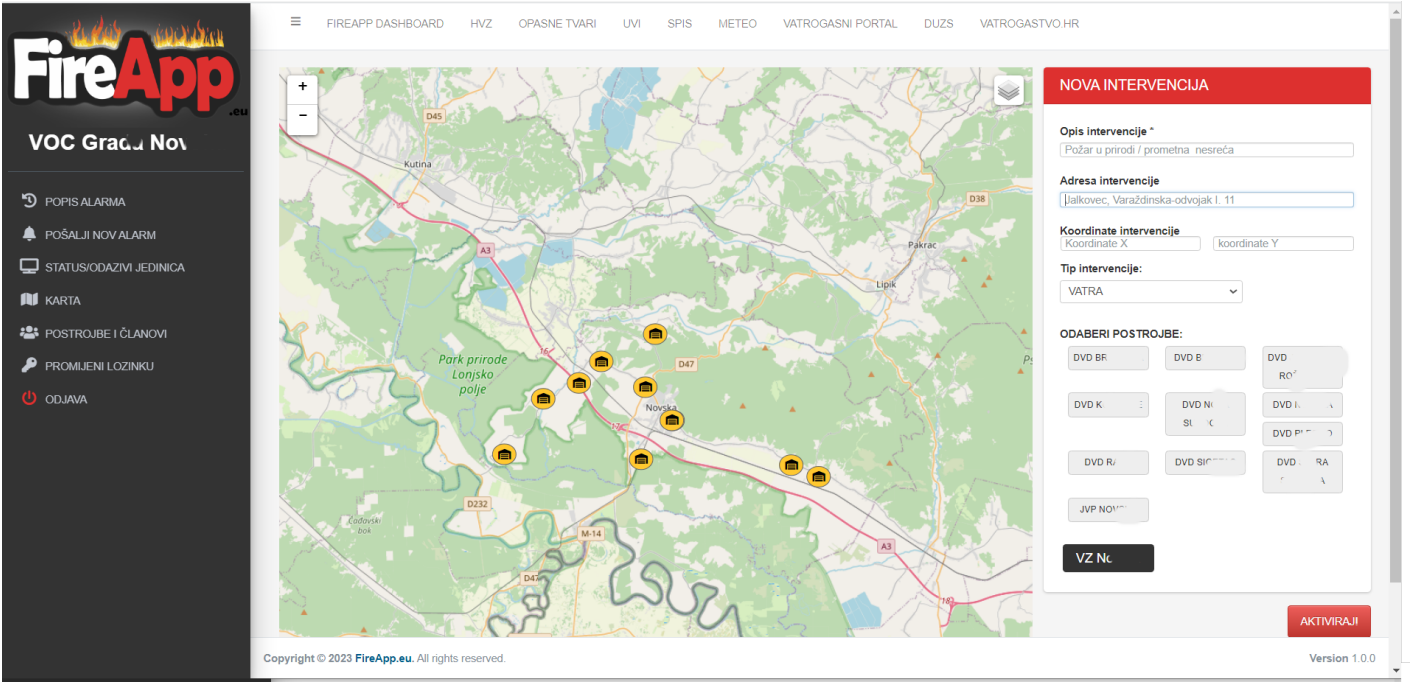 FireApp
.eu
VOC Grada
POPIS ALARMA
POŠALJI NOV ALARM
STATUS/ODAZIVI JEDINICA
KARTA
POSTROJBE I ČLANOVI
PROMIJENI LOZINKU
ODJAVA
FIREAPP DASHBOARD HVZ OPASNE TVARI UVI SPIS METEO VATROGASNI PORTAL DUZS VATROGASTVO.HR
+
−
D45
Kutina
D38
A3
Pakrac
Lipik
Park prirode
Lonjsko
polje
D47
Novska
17
D232
Čađavski
bok
M-14
A3
D47
18
NOVA INTERVENCIJA
Opis intervencije *
Požar u prirodi / prometna nesreća
Adresa intervencije
Jalkovec, Varaždinska-odvojak I. 11
Koordinate intervencije
Koordinate X koordinate Y
Tip intervencije:
VATRA
ODABERI POSTROJBE:
DVD BR DVD B DVD
DVD K DVD DVD
DVD
DVD DVD DVD RA
JVP
VZ
AKTIVIRAJ!
Copyright © 2023 FireApp.eu. All rights reserved.
Version 1.0.0